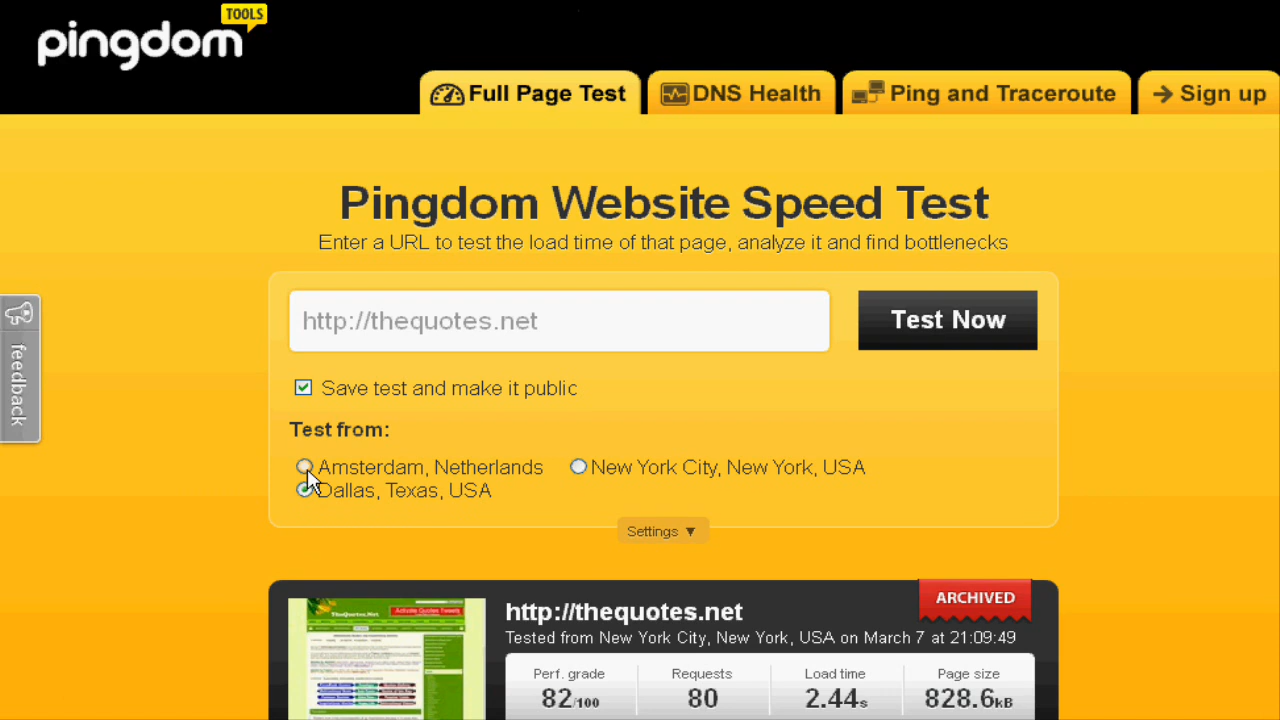 TOOLS
pingdom
Full Page Test
DNS Health
Ping and Traceroute
Sign up
Pingdom Website Speed Test
Enter a URL to test the load time of that page, analyze it and find bottlenecks
http://thequotes.net
Test Now
feedback
Save test and make it public
Test from:
Amsterdam, Netherlands
New York City, New York, USA
Dallas, Texas, USA
Settings ▼
ARCHIVED
http://thequotes.net
Tested from New York City, New York, USA on March 7 at 21:09:49
TheQuotes.Net
Perf. grade
Requests
Load time
Page size
82/100
80
2.44s
828.6kB